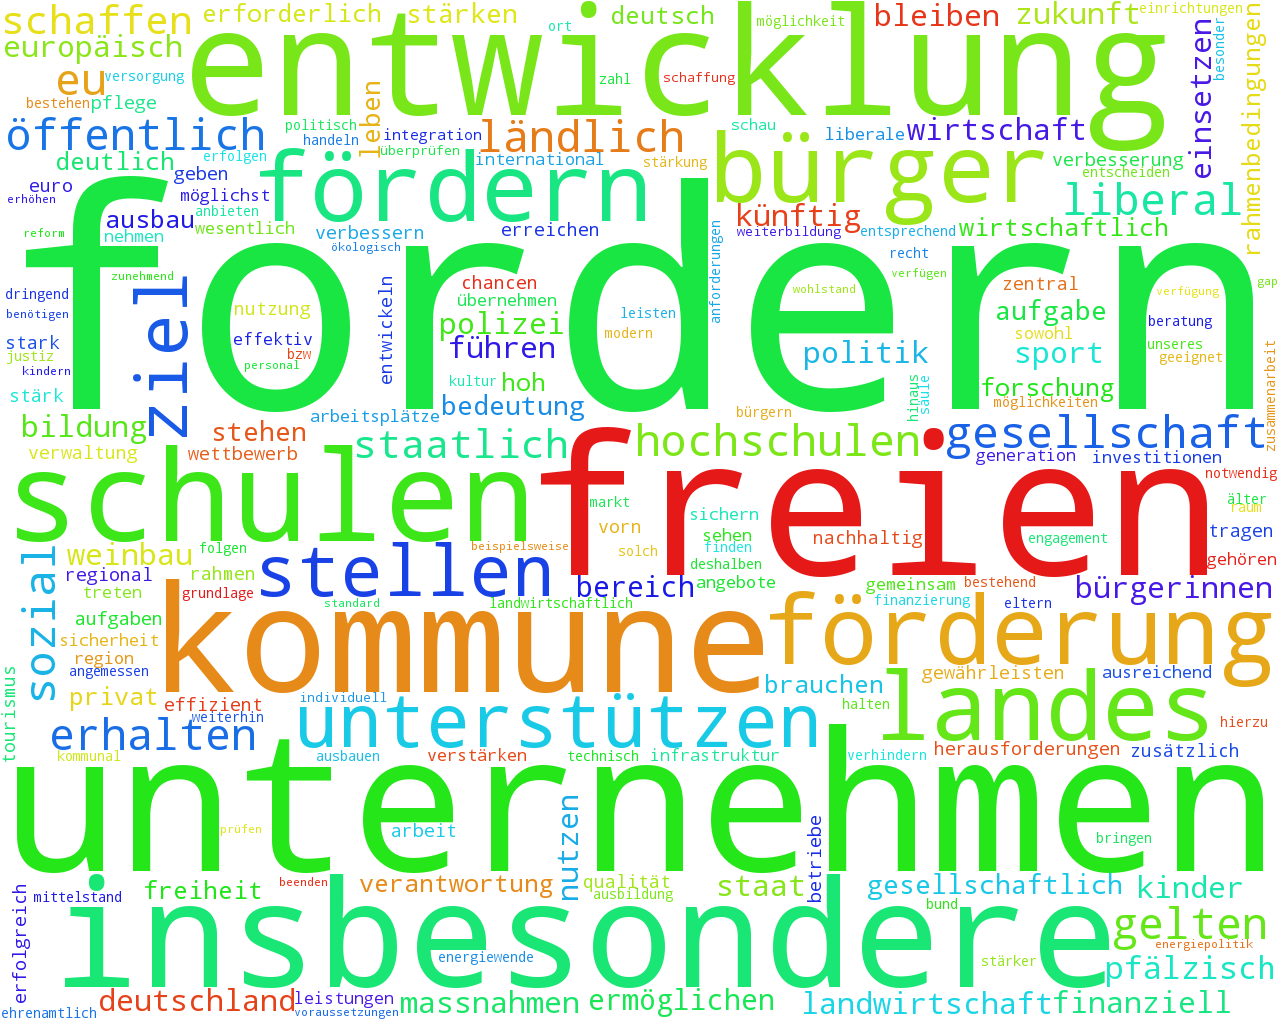 schaffen
erforderlich
stärken
ort
deutsch
möglichkeit
bleiben
zukunft
einrichtungen
europäisch
entwicklung
zahl
schaffung
einsetzen
besonder
rahmenbedingungen
eu
versorgung
bestehen
pflege
leben
öffentlich
politisch
handeln
integration
überprüfen
ländlich
schau
liberale
wirtschaft
deutlich
erfolgen
geben
fördern
international
stärkung
bürger
verbesserung
entscheiden
euro
erhöhen
möglichst
liberal
ausbau
anbieten
wesentlich
nehmen
reform
verbessern
ökologisch
erreichen
künftig
weiterbildung
entsprechend
wirtschaftlich
anforderungen
recht
fordern
zunehmend
verfügen
gap
dringend
benötigen
ziel
nutzung
entwickeln
chancen
übernehmen
wohlstand
zentral
verfügung
leisten
aufgabe
beratung
stark
justiz
kindern
effektiv
bzw
personal
polizei
führen
modern
politik
sowohl
sport
unseres
geeignet
zusammenarbeit
stärk
kultur
hoh
hinaus
säule
forschung
möglichkeiten
arbeitsplätze
bedeutung
bürgern
bildung
stehen
verwaltung
wettbewerb
staatlich
hochschulen
gesellschaft
generation
investitionen
schulen
freien
notwendig
markt
sichern
älter
raum
vorn
sehen
nachhaltig
engagement
tragen
weinbau
folgen
beispielsweise
solch
finden
deshalben
gehören
sozial
regional
rahmen
stellen
bereich
angebote
gemeinsam
bestehend
bürgerinnen
treten
grundlage
standard
landwirtschaftlich
finanzierung
eltern
aufgaben
kommune
förderung
sicherheit
region
angemessen
gewährleisten
ausreichend
tourismus
privat
effizient
individuell
brauchen
landes
weiterhin
unterstützen
halten
hierzu
erhalten
kommunal
ausbauen
verstärken
technisch
infrastruktur
verhindern
herausforderungen
zusätzlich
unternehmen
prüfen
arbeit
nutzen
betriebe
bringen
erfolgreich
mittelstand
freiheit
beenden
verantwortung
qualität
ausbildung
staat
gesellschaftlich
bund
kinder
insbesondere
gelten
energiewende
energiepolitik
stärker
pfälzisch
ehrenamtlich
deutschland
leistungen
voraussetzungen
massnahmen
ermöglichen
landwirtschaft
finanziell